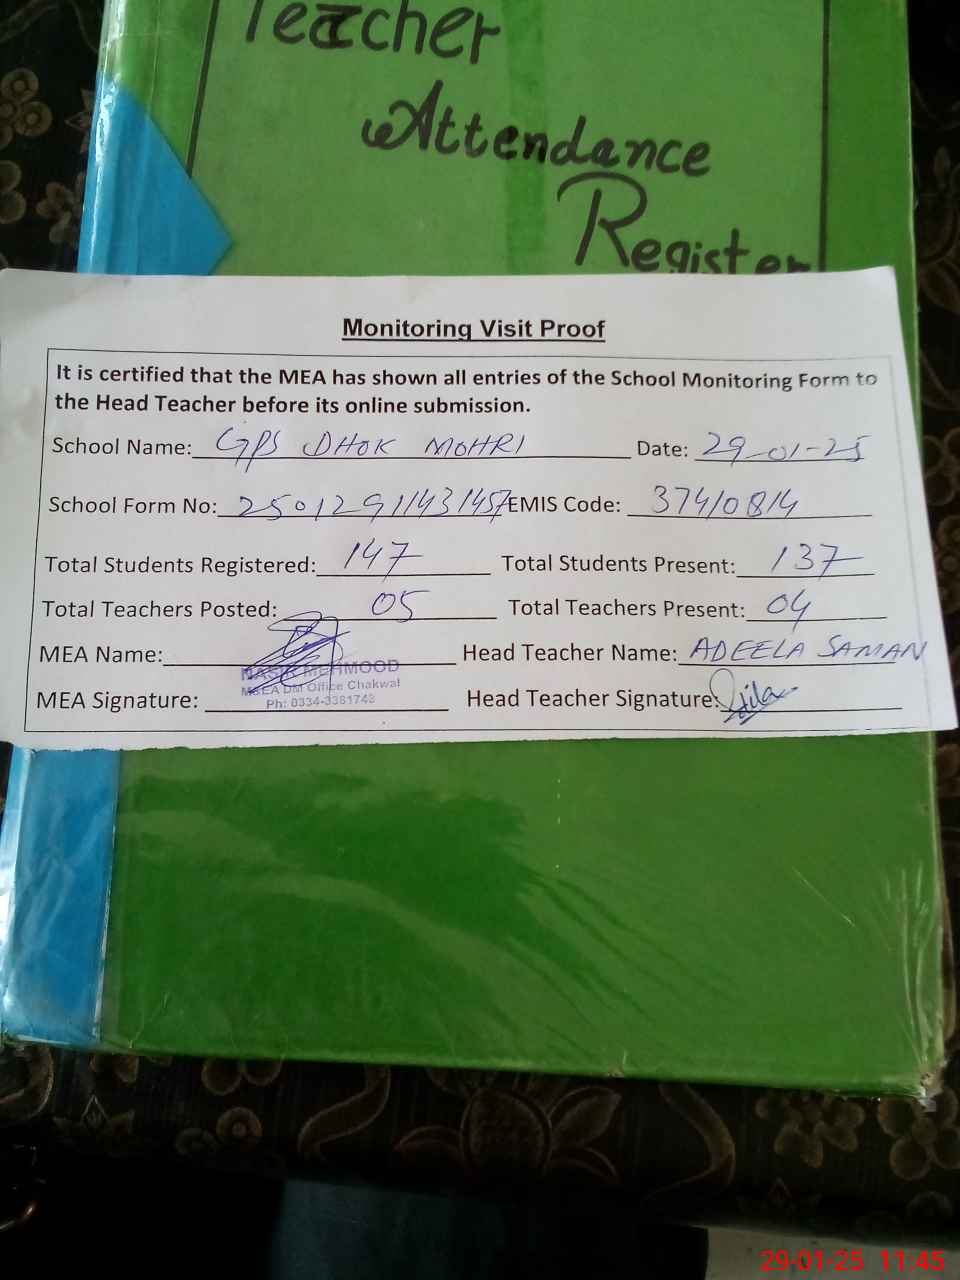 Teacher
Attendance
Register
Monitoring Visit Proof
It is certified that the MEA has shown all entries of the School Monitoring Form to
the Head Teacher before its online submission.
School Name: GPS DHOK MOHRI Date: 29-01-25
School Form No: 25012911431457 EMIS Code: 37410814
Total Students Registered: 147 Total Students Present: 137
Total Teachers Posted: 05 Total Teachers Present: 04
MEA Name: Head Teacher Name: ADEELA SAMAN
MEHMOOD
MEA DM Office Chakwal
MEA Signature: Head Teacher Signature:
Ph: 0334-3381743
29-01-25 11:45